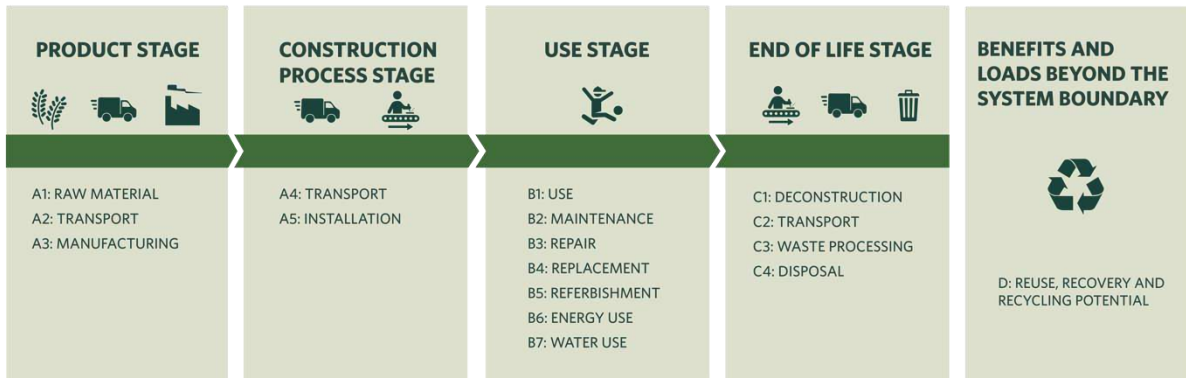 PRODUCT STAGE
A1: RAW MATERIAL
A2: TRANSPORT
A3: MANUFACTURING
CONSTRUCTION
PROCESS STAGE
A4: TRANSPORT
A5: INSTALLATION
USE STAGE
B1: USE
B2: MAINTENANCE
B3: REPAIR
B4: REPLACEMENT
B5: REFERBISHMENT
B6: ENERGY USE
B7: WATER USE
END OF LIFE STAGE
C1: DECONSTRUCTION
C2: TRANSPORT
C3: WASTE PROCESSING
C4: DISPOSAL
BENEFITS AND
LOADS BEYOND THE
SYSTEM BOUNDARY
D: REUSE, RECOVERY AND
RECYCLING POTENTIAL